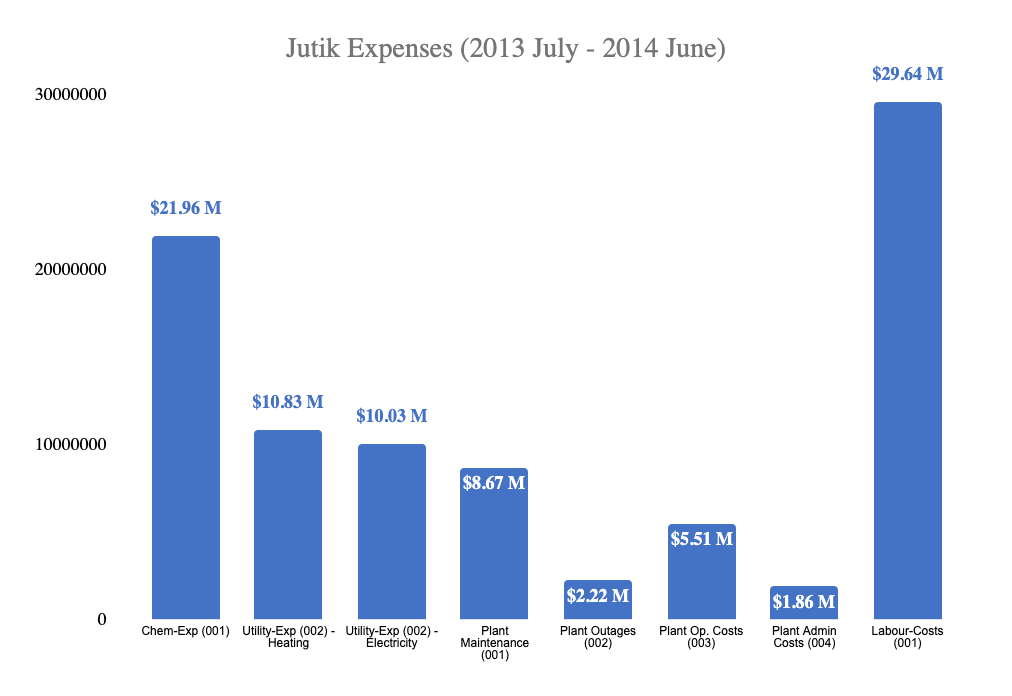 Jutik Expenses (2013 July - 2014 June)
$29.64 M
30000000
$21.96 M
20000000
$10.83 M
$10.03 M
10000000
$8.67 M
$5.51 M
$2.22 M
$1.86 M
0
Chem-Exp (001)
Utility-Exp (002) -
Heating
Utility-Exp (002) -
Electricity
Plant
Maintenance
(001)
Plant Outages
(002)
Plant Op. Costs
(003)
Plant Admin
Costs (004)
Labour-Costs
(001)